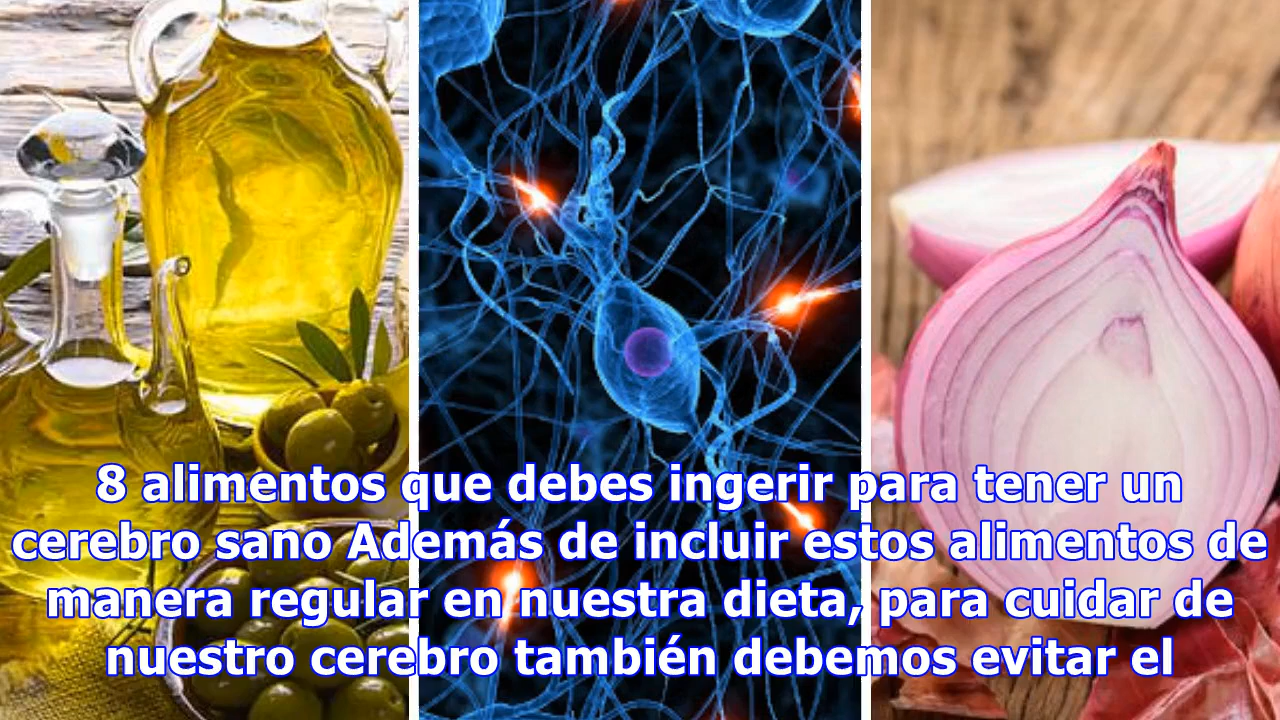 8 alimentos que debes ingerir para tener un
cerebro sano Además de incluir estos alimentos de
manera regular en nuestra dieta, para cuidar de
nuestro cerebro también debemos evitar el